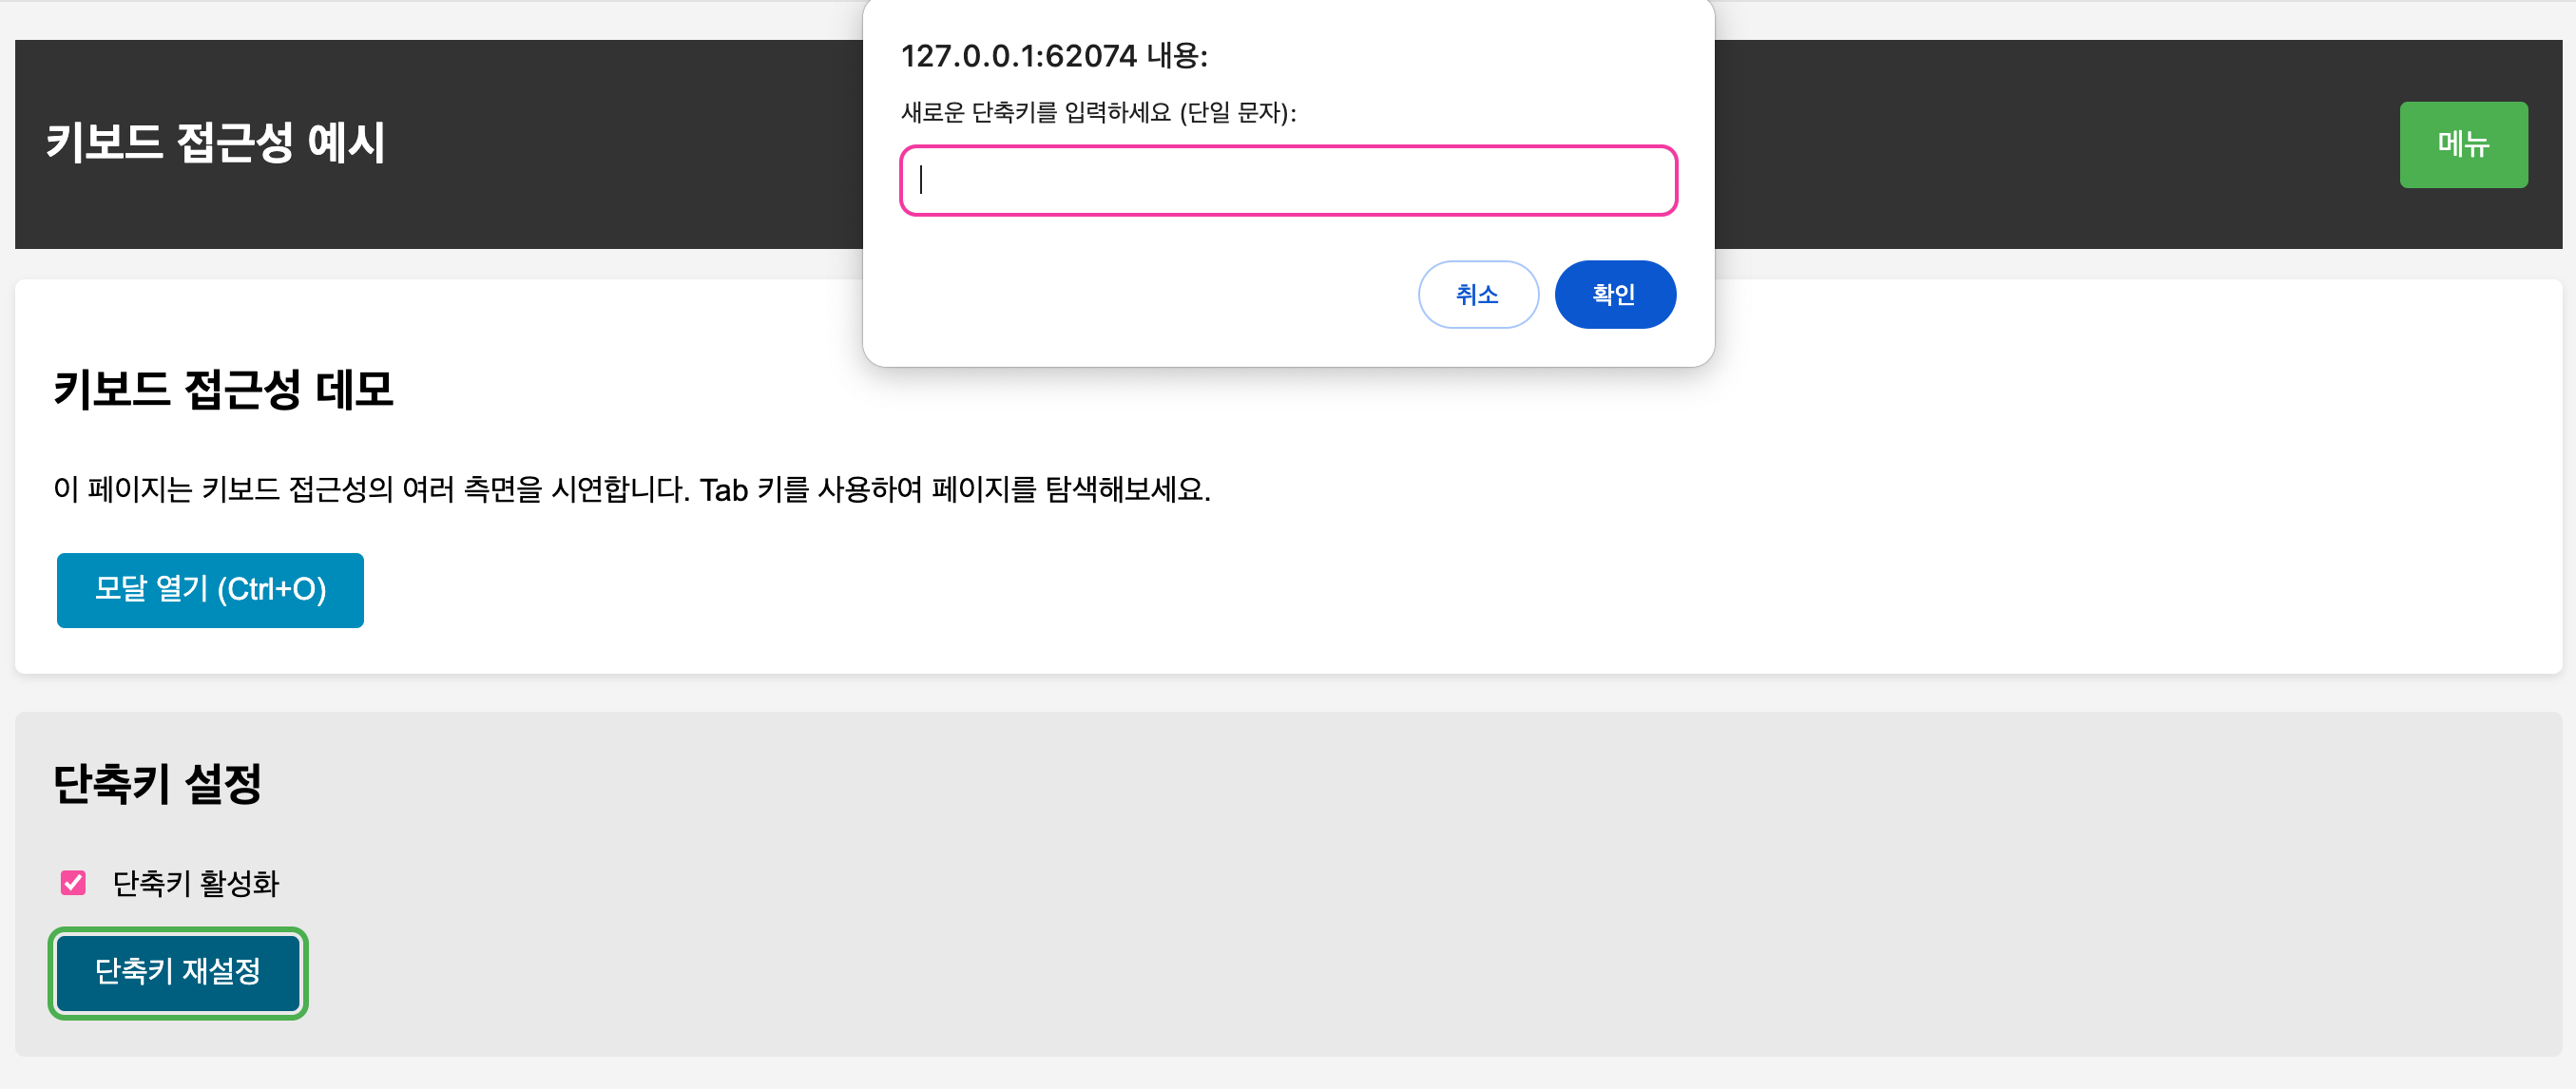 127.0.0.1:62074 내용:
새로운 단축키를 입력하세요 (단일 문자):
취소
확인
키보드 접근성 예시
메뉴
키보드 접근성 데모
이 페이지는 키보드 접근성의 여러 측면을 시연합니다. Tab 키를 사용하여 페이지를 탐색해보세요.
모달 열기 (Ctrl+O)
단축키 설정
단축키 활성화
단축키 재설정